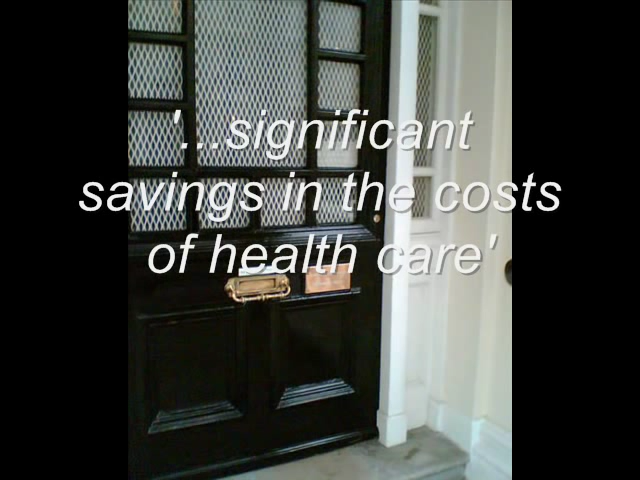 '...significant
savings in the costs
of health care'